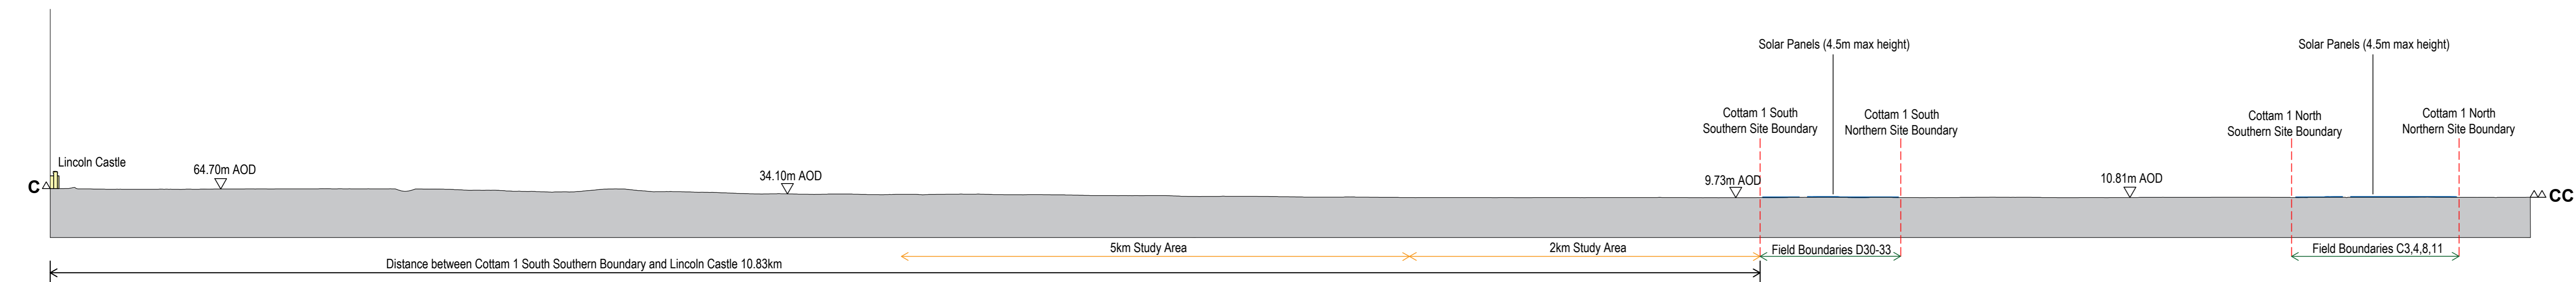 Solar Panels (4.5m max height)
Solar Panels (4.5m max height)
Cottam 1 South
Southern Site Boundary
Cottam 1 South
Northern Site Boundary
Cottam 1 North
Southern Site Boundary
Cottam 1 North
Northern Site Boundary
Lincoln Castle
64.70m AOD
34.10m AOD
9.73m AOD
10.81m AOD
C
CC
5km Study Area
2km Study Area
Field Boundaries D30-33
Field Boundaries C3,4,8,11
Distance between Cottam 1 South Southern Boundary and Lincoln Castle 10.83km